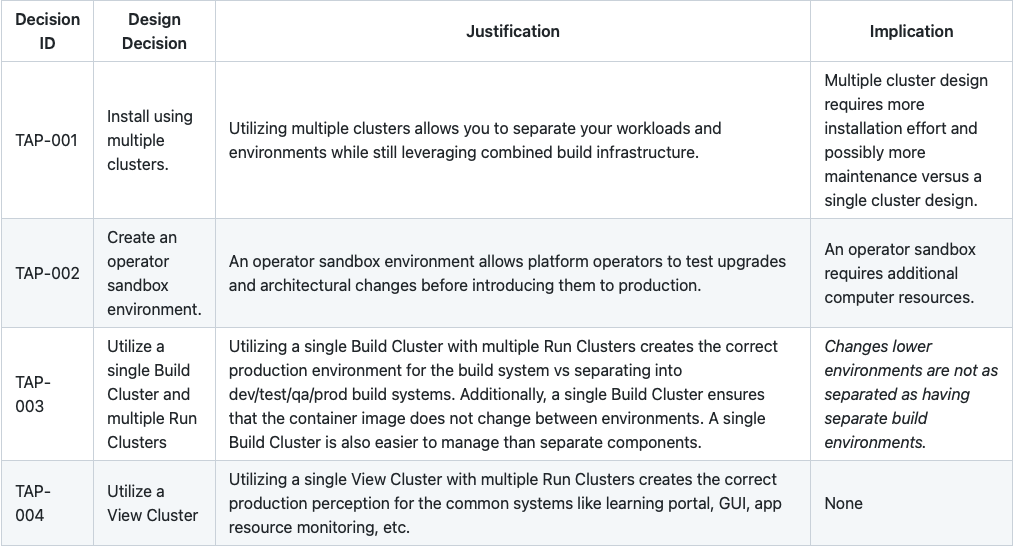 Decision
ID
Design
Decision
Justification
Implication
TAP-001
Install using
multiple
clusters.
Utilizing multiple clusters allows you to separate your workloads and
environments while still leveraging combined build infrastructure.
Multiple cluster design
requires more
installation effort and
possibly more
maintenance versus a
single cluster design.
TAP-002
Create an
operator
sandbox
environment.
An operator sandbox environment allows platform operators to test upgrades
and architectural changes before introducing them to production.
An operator sandbox
requires additional
computer resources.
TAP-
003
Utilize a
single Build
Cluster and
multiple Run
Clusters
Utilizing a single Build Cluster with multiple Run Clusters creates the correct
production environment for the build system vs separating into
dev/test/qa/prod build systems. Additionally, a single Build Cluster ensures
that the container image does not change between environments. A single
Build Cluster is also easier to manage than separate components.
Changes lower
environments are not as
separated as having
separate build
environments.
TAP-
004
Utilize a
View Cluster
Utilizing a single View Cluster with multiple Run Clusters creates the correct
production perception for the common systems like learning portal, GUI, app
resource monitoring, etc.
None